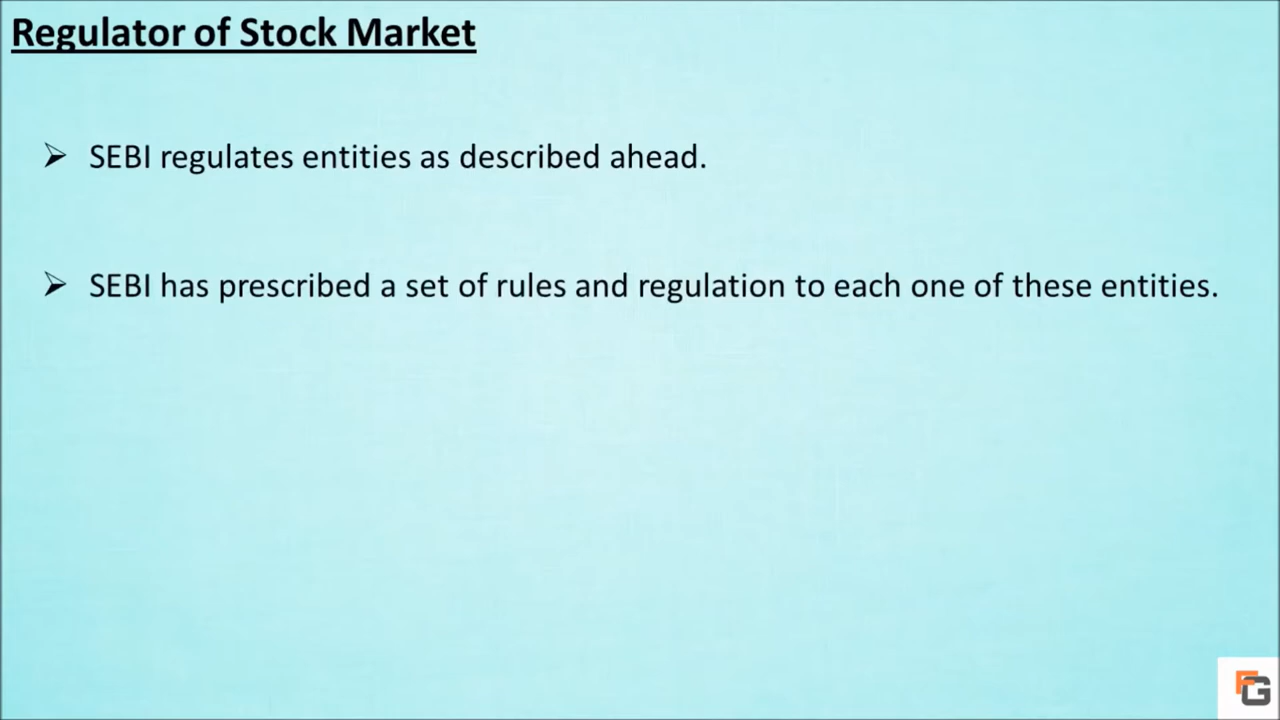 Regulator of Stock Market
➢ SEBI regulates entities as described ahead.
➢ SEBI has prescribed a set of rules and regulation to each one of these entities.
FG